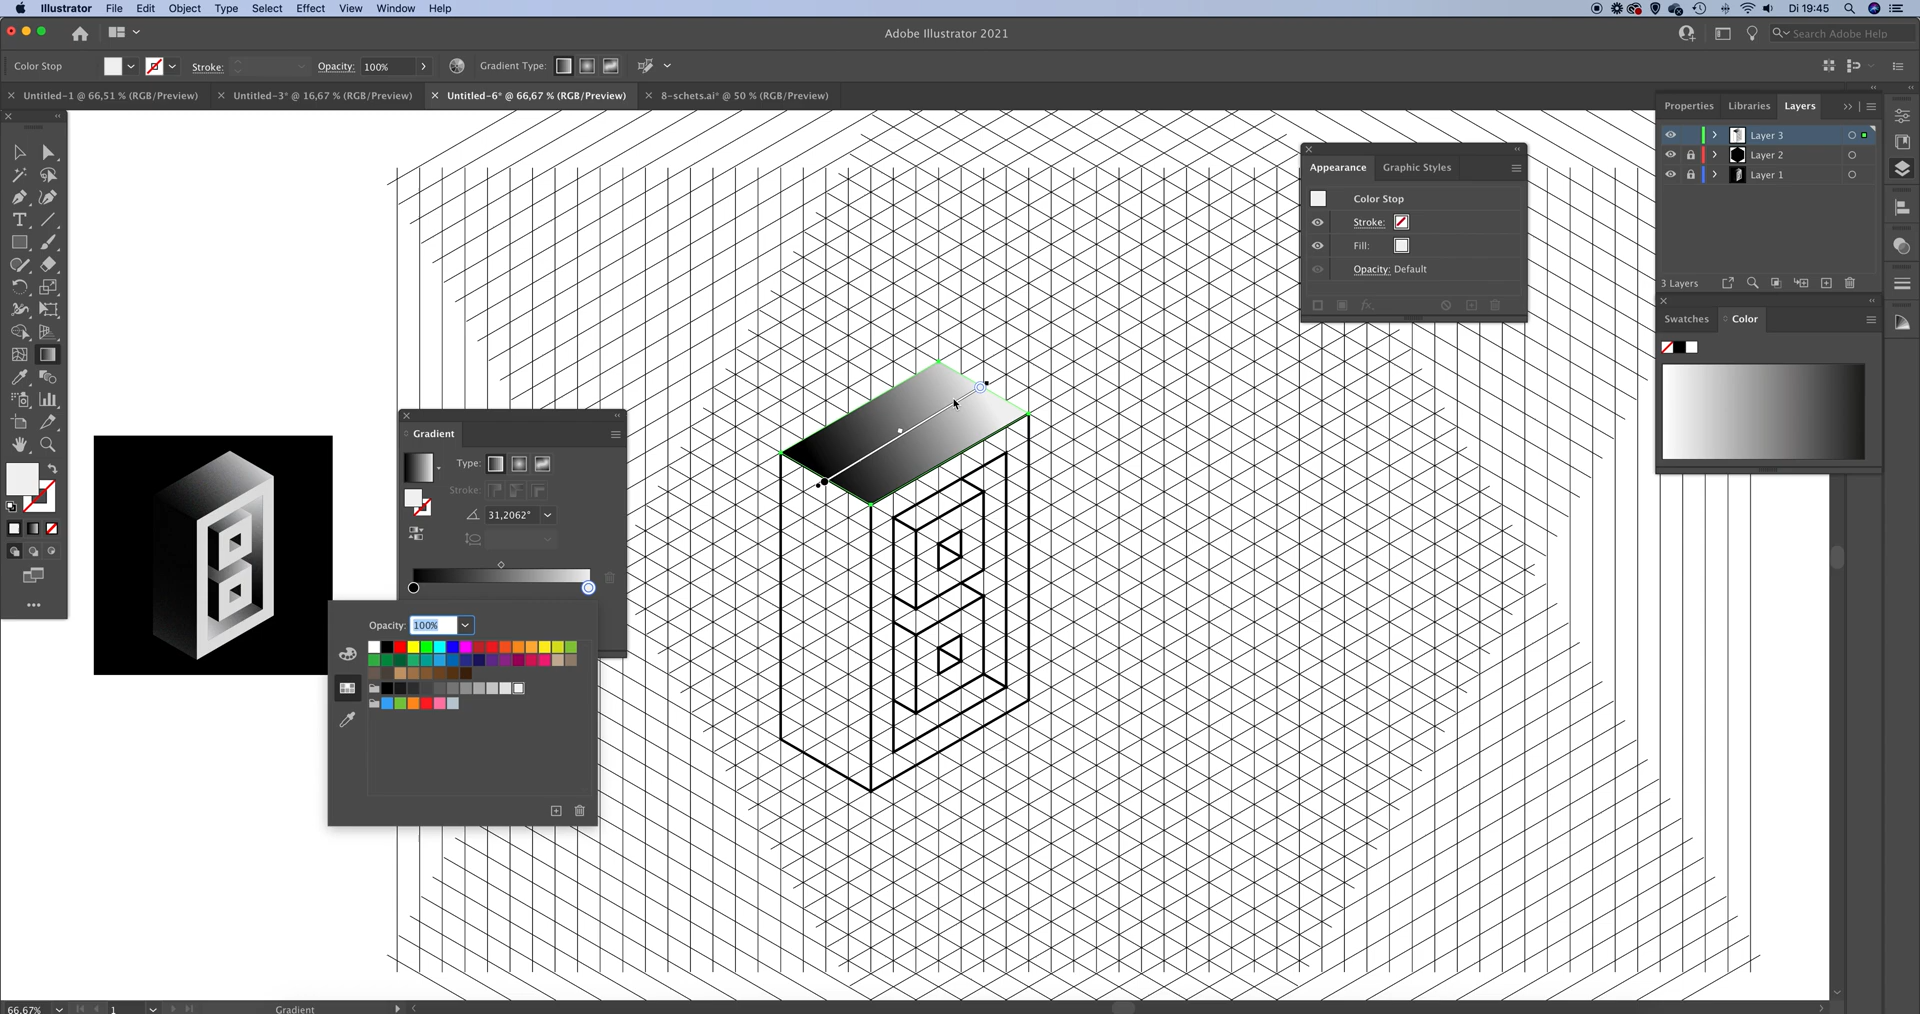 Illustrator File Edit Object Type Select Effect View Window Help Di 19:45
Adobe Illustrator 2021 Search Adobe Help
Color Stop Stroke: Opacity: 100% Gradient Type:
Untitled-1 @ 66,51 % (RGB/Preview) Untitled-3* @ 16,67 % (RGB/Preview) Untitled-6* @ 66,67 % (RGB/Preview) 8-schets.ai* @ 50 % (RGB/Preview)
Properties Libraries Layers
Layer 3
Layer 2
Layer 1
3 Layers
Appearance Graphic Styles
Color Stop
Stroke:
Fill:
Opacity: Default
Swatches Color
Gradient
Type:
Stroke:
31,2062°
Opacity: 100%
66,67% 1 Gradient